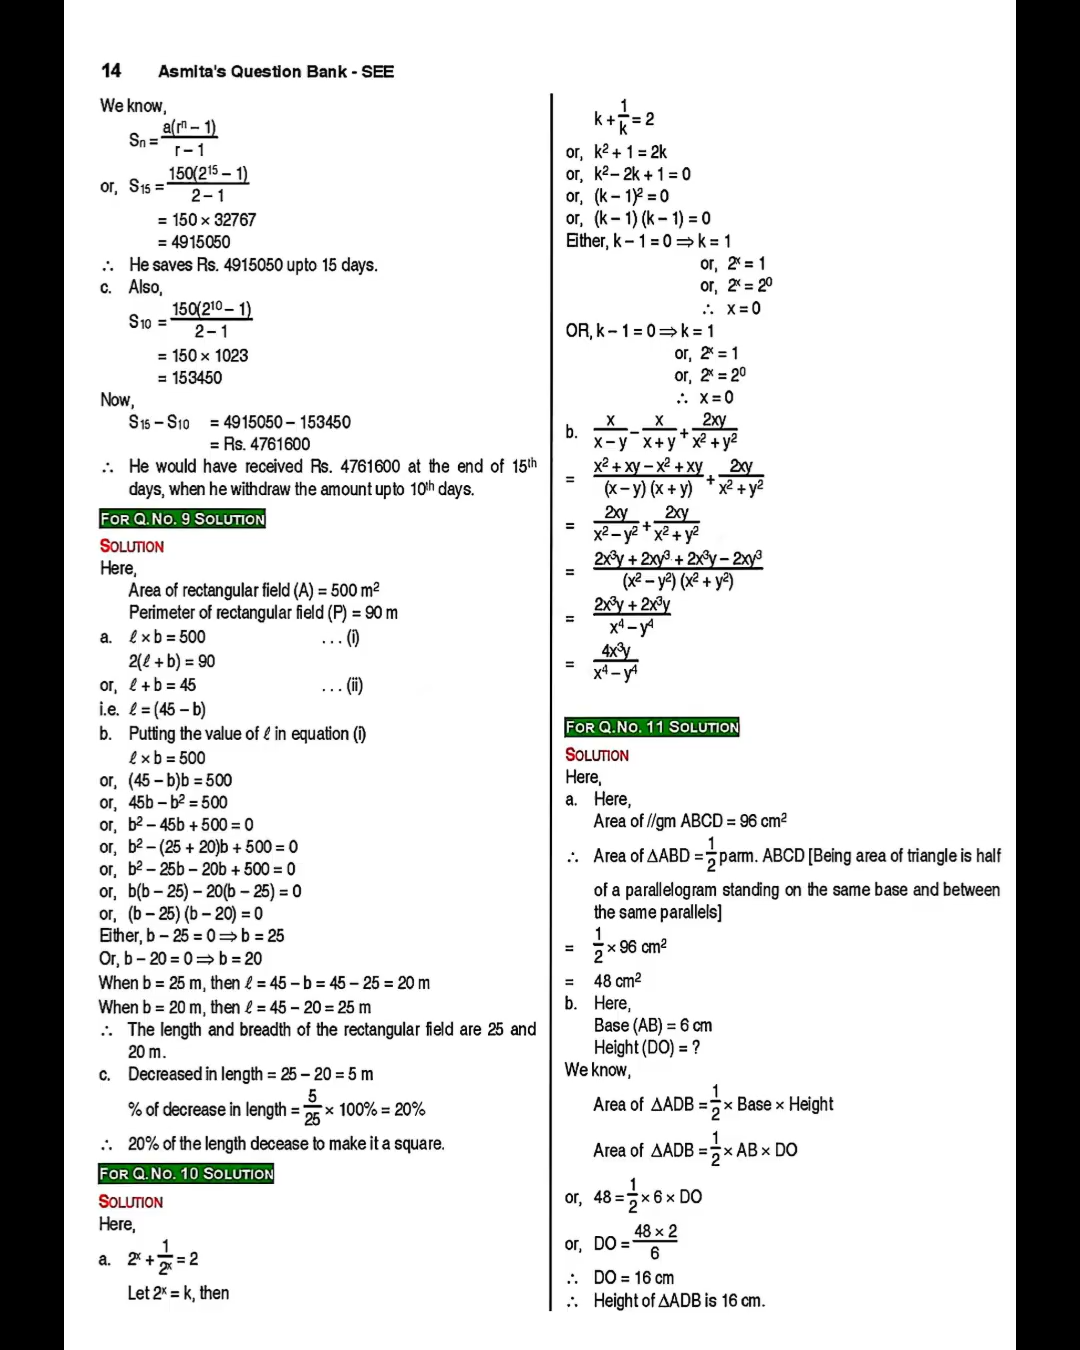 14 Asmita's Question Bank - SEE
We know,
Sn = a(rⁿ – 1) / r – 1
or, S15 = 150(2¹⁵ – 1) / 2 – 1
= 150 × 32767
= 4915050
∴ He saves Rs. 4915050 upto 15 days.
c. Also,
S10 = 150(2¹⁰ – 1) / 2 – 1
= 150 × 1023
= 153450
Now,
S15 – S10 = 4915050 – 153450
= Rs. 4761600
∴ He would have received Rs. 4761600 at the end of 15th
days, when he withdraw the amount upto 10th days.
FOR Q.NO. 9 SOLUTION
SOLUTION
Here,
Area of rectangular field (A) = 500 m²
Perimeter of rectangular field (P) = 90 m
a. ℓ × b = 500 . . . (i)
2(ℓ + b) = 90
or, ℓ + b = 45 . . . (ii)
i.e. ℓ = (45 – b)
b. Putting the value of ℓ in equation (i)
ℓ × b = 500
or, (45 – b)b = 500
or, 45b – b² = 500
or, b² – 45b + 500 = 0
or, b² – (25 + 20)b + 500 = 0
or, b² – 25b – 20b + 500 = 0
or, b(b – 25) – 20(b – 25) = 0
or, (b – 25) (b – 20) = 0
Either, b – 25 = 0 ⇒ b = 25
Or, b – 20 = 0 ⇒ b = 20
When b = 25 m, then ℓ = 45 – b = 45 – 25 = 20 m
When b = 20 m, then ℓ = 45 – 20 = 25 m
∴ The length and breadth of the rectangular field are 25 and
20 m.
c. Decreased in length = 25 – 20 = 5 m
% of decrease in length = 5/25 × 100% = 20%
∴ 20% of the length decease to make it a square.
FOR Q.NO. 10 SOLUTION
SOLUTION
Here,
a. 2ˣ + 1/2ˣ = 2
Let 2ˣ = k, then
k + 1/k = 2
or, k² + 1 = 2k
or, k² – 2k + 1 = 0
or, (k – 1)² = 0
or, (k – 1) (k – 1) = 0
Either, k – 1 = 0 ⇒ k = 1
or, 2ˣ = 1
or, 2ˣ = 2⁰
∴ x = 0
OR, k – 1 = 0 ⇒ k = 1
or, 2ˣ = 1
or, 2ˣ = 2⁰
∴ x = 0
b. x / x – y – x / x + y + 2xy / x² + y²
= x² + xy – x² + xy / (x – y) (x + y) + 2xy / x² + y²
= 2xy / x² – y² + 2xy / x² + y²
= 2x³y + 2xy³ + 2x³y – 2xy³ / (x² – y²) (x² + y²)
= 2x³y + 2x³y / x⁴ – y⁴
= 4x³y / x⁴ – y⁴
FOR Q.NO. 11 SOLUTION
SOLUTION
Here,
a. Here,
Area of //gm ABCD = 96 cm²
∴ Area of ΔABD = 1/2 parm. ABCD [Being area of triangle is half
of a parallelogram standing on the same base and between
the same parallels]
= 1/2 × 96 cm²
= 48 cm²
b. Here,
Base (AB) = 6 cm
Height (DO) = ?
We know,
Area of ΔADB = 1/2 × Base × Height
Area of ΔADB = 1/2 × AB × DO
or, 48 = 1/2 × 6 × DO
or, DO = 48 × 2 / 6
∴ DO = 16 cm
∴ Height of ΔADB is 16 cm.